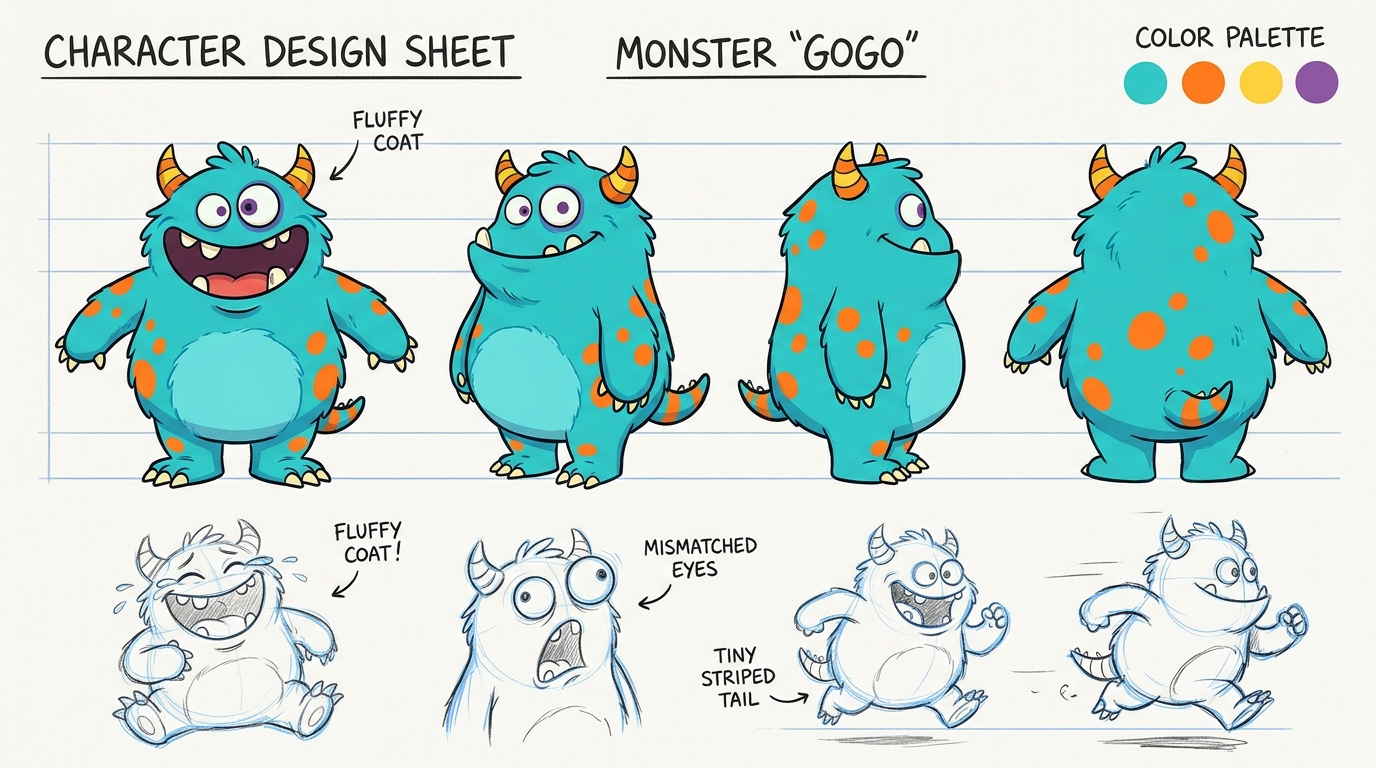 CHARACTER DESIGN SHEET
MONSTER “GOGO”
COLOR PALETTE
FLUFFY
COAT
FLUFFY
COAT!
MISMATCHED
EYES
TINY
STRIPED
TAIL